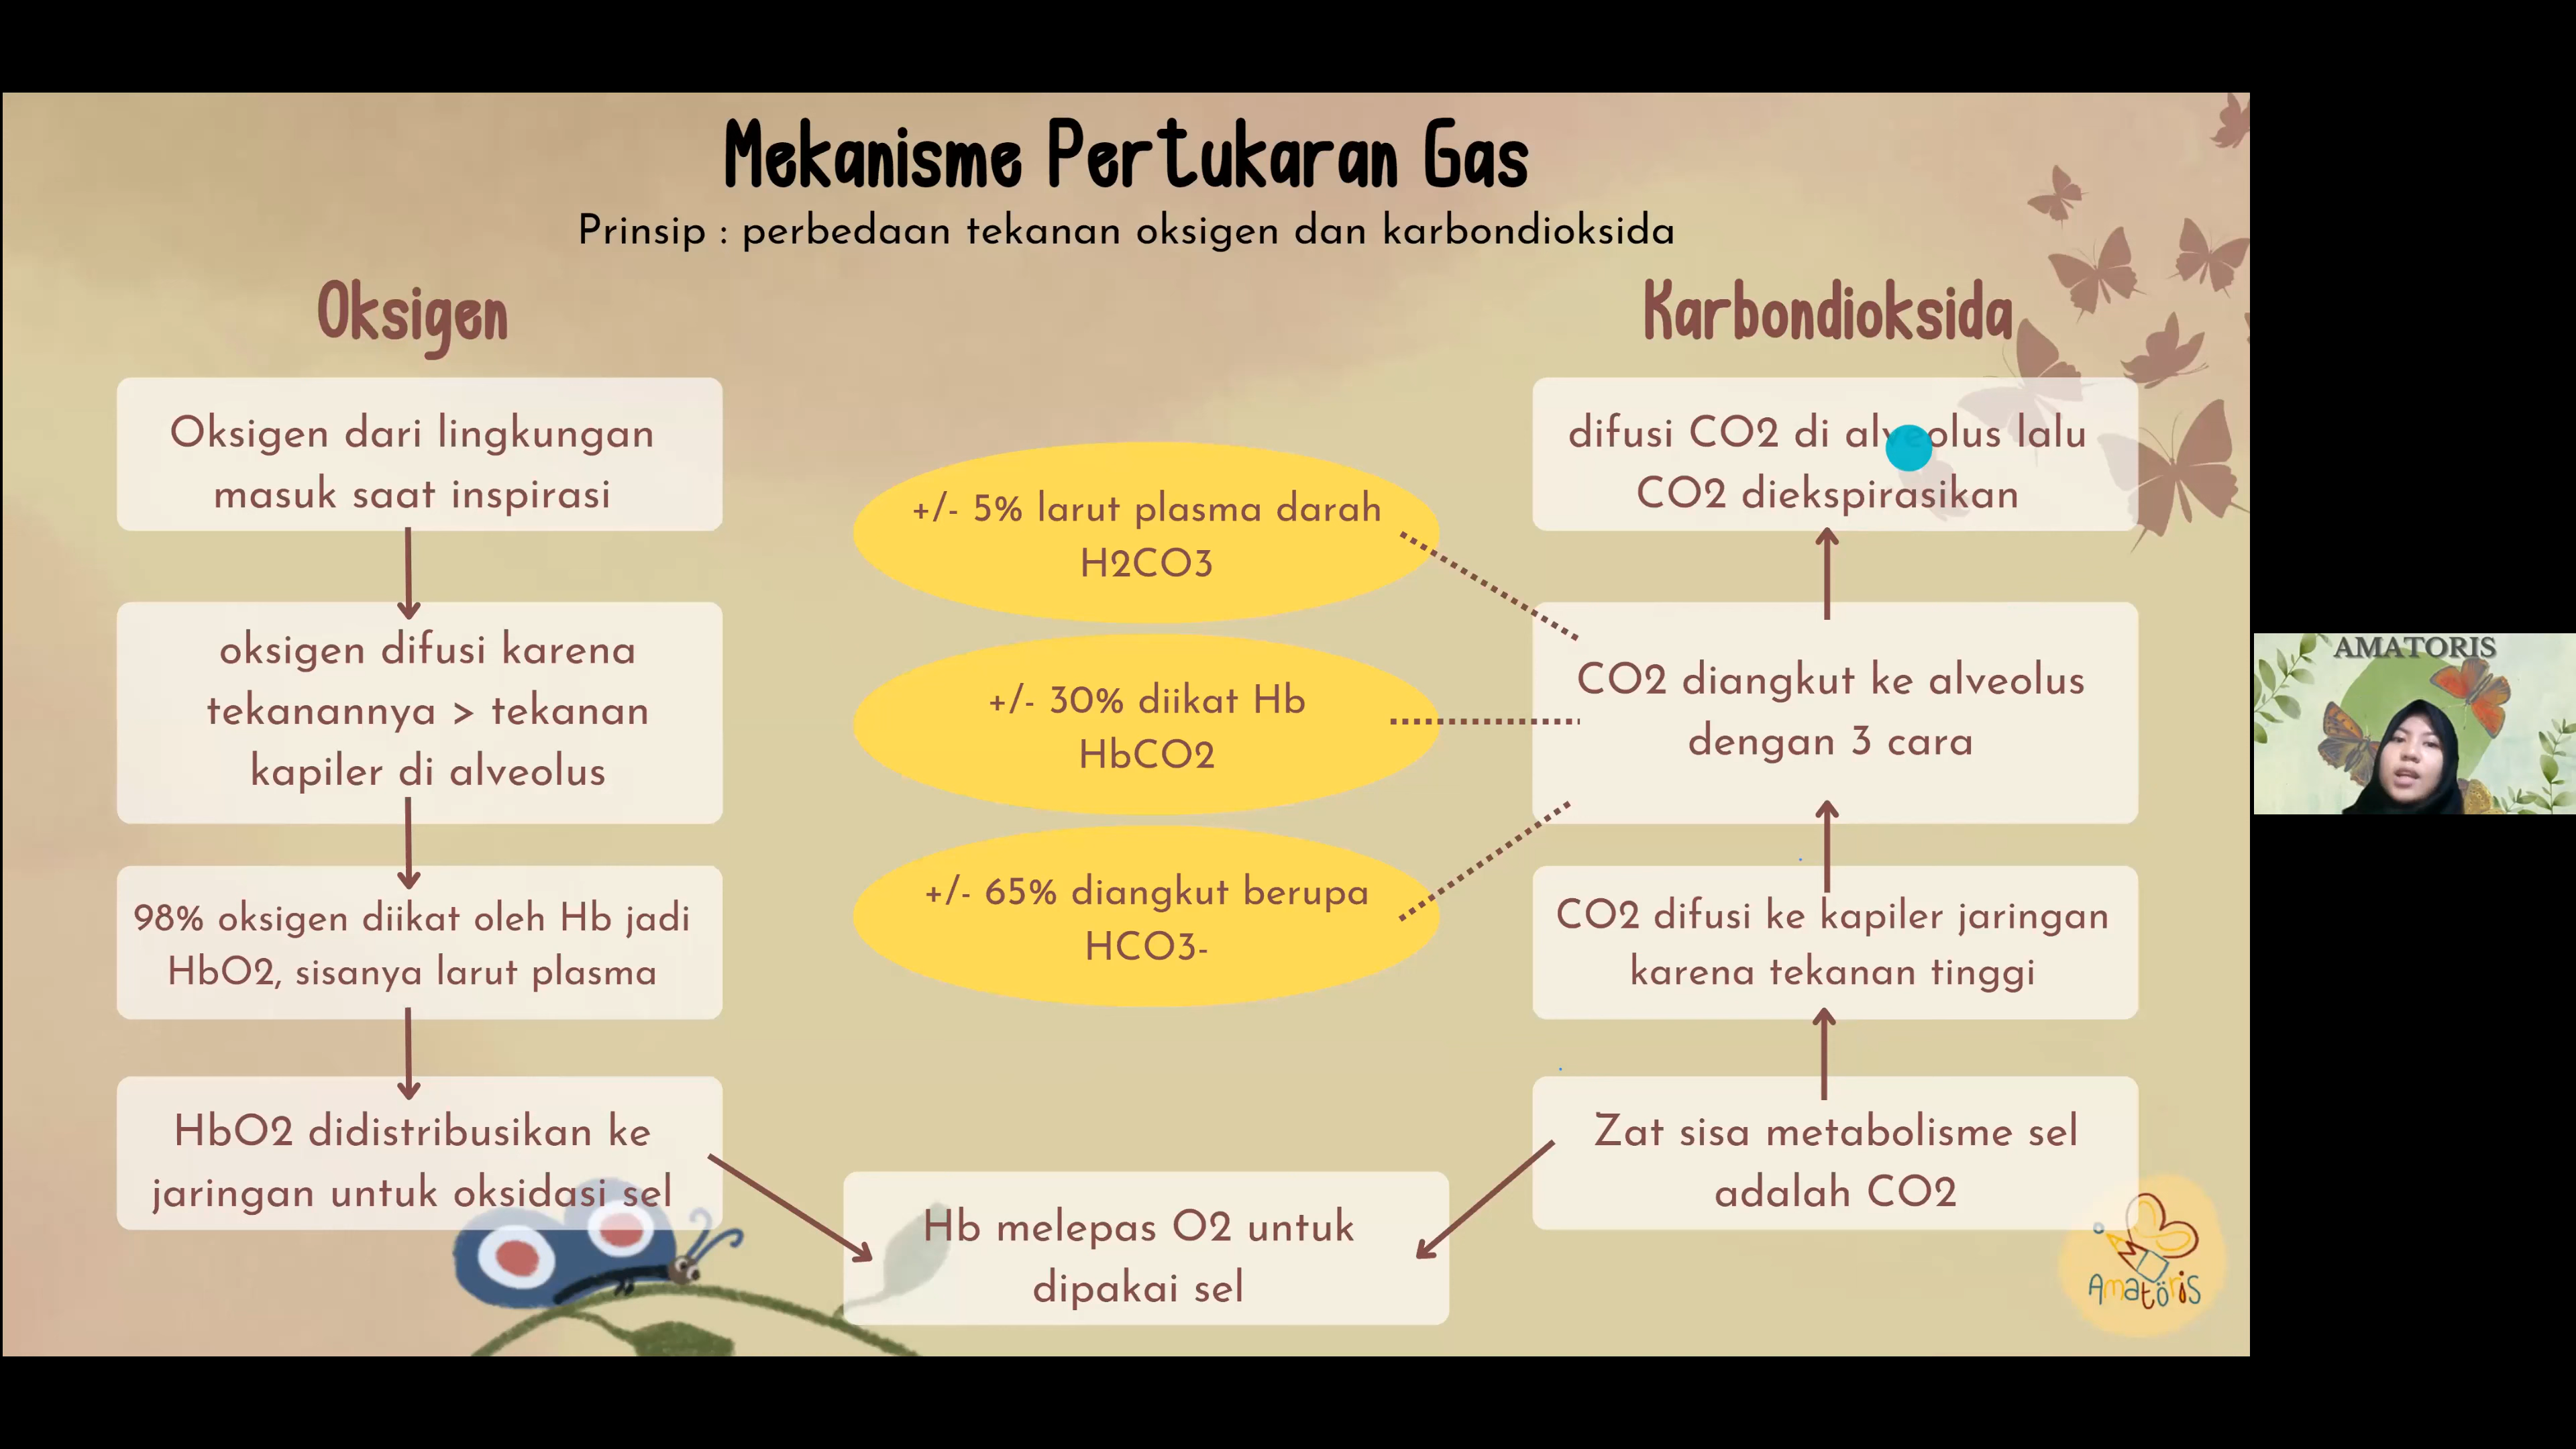 Mekanisme Pertukaran Gas
Prinsip : perbedaan tekanan oksigen dan karbondioksida
Oksigen
Oksigen dari lingkungan
masuk saat inspirasi
oksigen difusi karena
tekanannya > tekanan
kapiler di alveolus
98% oksigen diikat oleh Hb jadi
HbO2, sisanya larut plasma
HbO2 didistribusikan ke
jaringan untuk oksidasi sel
+/- 5% larut plasma darah
H2CO3
+/- 30% diikat Hb
HbCO2
+/- 65% diangkut berupa
HCO3-
Hb melepas O2 untuk
dipakai sel
Karbondioksida
difusi CO2 di alveolus lalu
CO2 diekspirasikan
CO2 diangkut ke alveolus
dengan 3 cara
CO2 difusi ke kapiler jaringan
karena tekanan tinggi
Zat sisa metabolisme sel
adalah CO2
Amatöris
AMATORIS